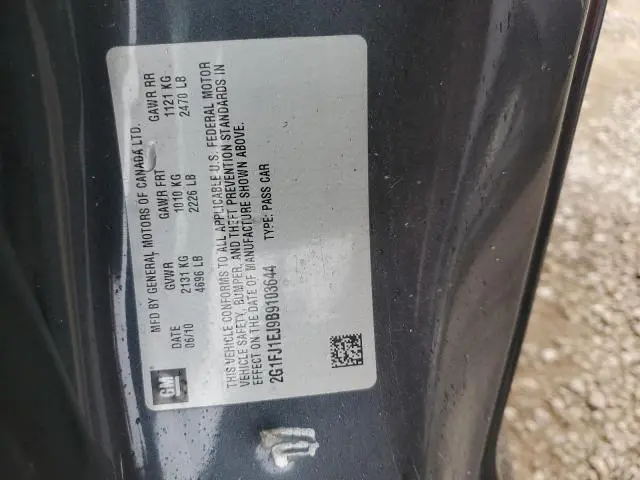 GM
MFD BY GENERAL MOTORS OF CANADA LTD.
DATE GVWR GAWR FRT GAWR RR
06/10 2131 KG 1010 KG 1121 KG
4696 LB 2226 LB 2470 LB
THIS VEHICLE CONFORMS TO ALL APPLICABLE U.S. FEDERAL MOTOR
VEHICLE SAFETY, BUMPER, AND THEFT PREVENTION STANDARDS IN
EFFECT ON THE DATE OF MANUFACTURE SHOWN ABOVE.
2G1FJ1EJ9B9103644 TYPE: PASS CAR